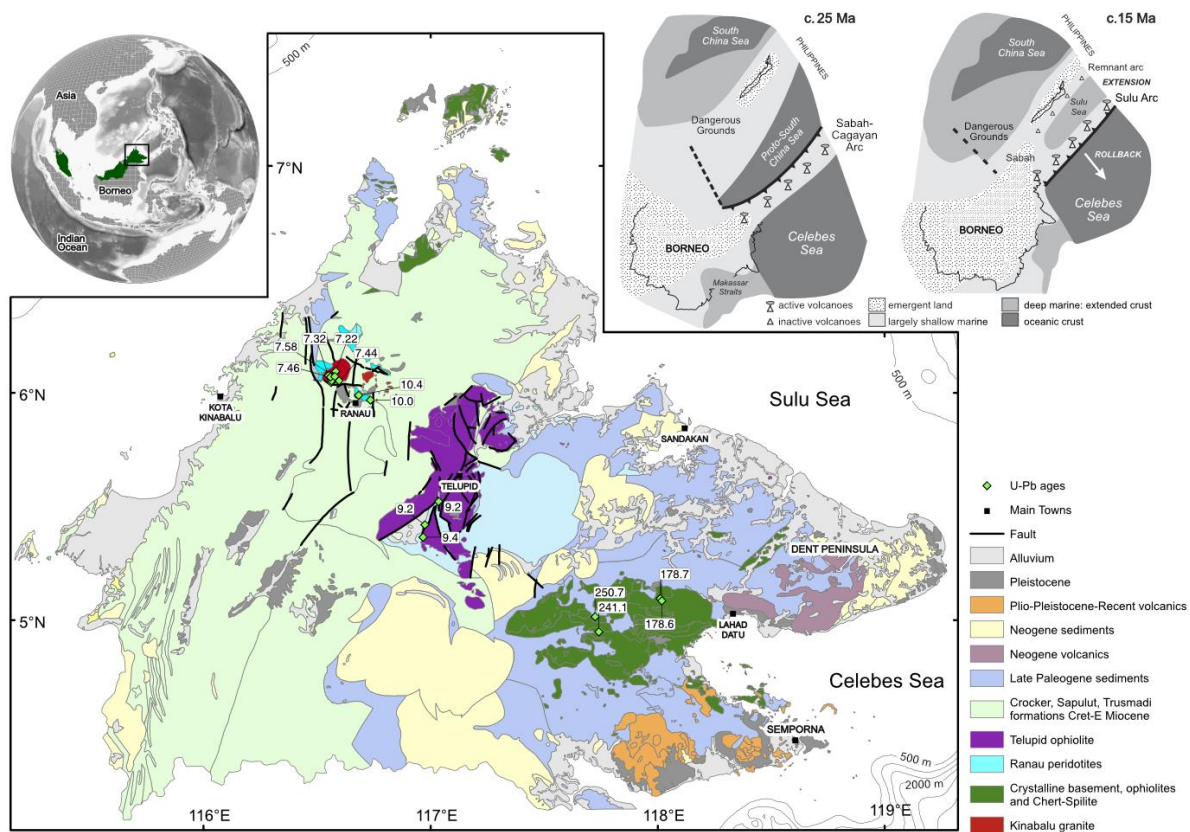 Asia
Borneo
Indian
Ocean
500 m
c. 25 Ma
South
China Sea
PHILIPPINES
Dangerous
Grounds
Proto-South
China Sea
Sabah-
Cagayan
Arc
BORNEO
Celebes
Sea
Makassar
Straits
c.15 Ma
South
China Sea
PHILIPPINES
Remnant arc
EXTENSION
Sulu Arc
Sulu
Sea
Dangerous
Grounds
Sabah
ROLLBACK
BORNEO
Celebes
Sea
active volcanoes
inactive volcanoes
emergent land
largely shallow marine
deep marine: extended crust
oceanic crust
7°N
6°N
5°N
7.32
7.22
7.58
7.44
7.46
10.4
10.0
KOTA
KINABALU
RANAU
Sulu Sea
500 m
SANDAKAN
TELUPID
9.2
9.2
9.4
DENT PENINSULA
178.7
250.7
241.1
178.6
LAHAD
DATU
Celebes Sea
SEMPORNA
500 m
2000 m
116°E
117°E
118°E
119°E
U-Pb ages
Main Towns
Fault
Alluvium
Pleistocene
Plio-Pleistocene-Recent volcanics
Neogene sediments
Neogene volcanics
Late Paleogene sediments
Crocker, Sapulut, Trusmadi
formations Cret-E Miocene
Telupid ophiolite
Ranau peridotites
Crystalline basement, ophiolites
and Chert-Spilite
Kinabalu granite